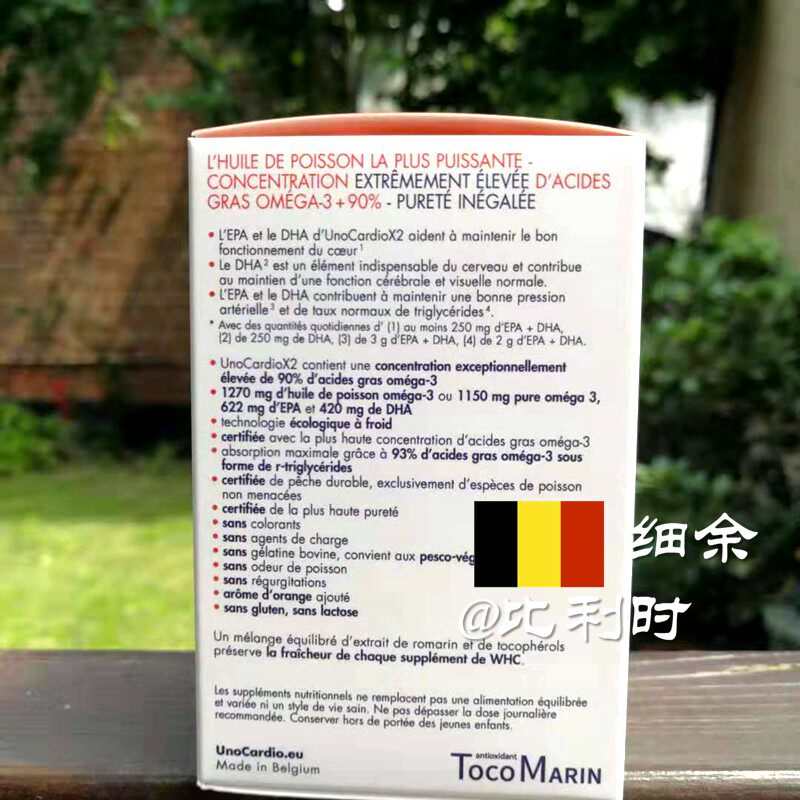 L'HUILE DE POISSON LA PLUS PUISSANTE -
CONCENTRATION EXTRÊMEMENT ÉLEVÉE D'ACIDES
GRAS OMÉGA-3 +90% - PURETÉ INÉGALÉE
• L'EPA et le DHA d'UnoCardioX2 aident à maintenir le bon
fonctionnement du cœur¹
• Le DHA² est un élément indispensable du cerveau et contribue
au maintien d'une fonction cérébrale et visuelle normale.
• L'EPA et le DHA contribuent à maintenir une bonne pression
artérielle³ et de taux normaux de triglycérides⁴.
* Avec des quantités quotidiennes d' (1) au moins 250 mg d'EPA + DHA,
(2) de 250 mg de DHA, (3) de 3 g d'EPA + DHA, (4) de 2 g d'EPA + DHA.
• UnoCardioX2 contient une concentration exceptionnellement
élevée de 90% d'acides gras oméga-3
• 1270 mg d'huile de poisson oméga-3 ou 1150 mg pure oméga 3,
622 mg d'EPA et 420 mg de DHA
• technologie écologique à froid
• certifiée avec la plus haute concentration d'acides gras oméga-3
• absorption maximale grâce à 93% d'acides gras oméga-3 sous
forme de r-triglycérides
• certifiée de pêche durable, exclusivement d'espèces de poisson
non menacées
• certifiée de la plus haute pureté
• sans colorants
• sans agents de charge
• sans gélatine bovine, convient aux pesco-vég
• sans odeur de poisson
• sans régurgitations
• arôme d'orange ajouté
• sans gluten, sans lactose
细余
@比利时
Un mélange équilibré d'extrait de romarin et de tocophérols
préserve la fraîcheur de chaque supplément de WHC.
Les suppléments nutritionnels ne remplacent pas une alimentation équilibrée
et variée ni un style de vie sain. Ne pas dépasser la dose journalière
recommandée. Conserver hors de portée des jeunes enfants.
UnoCardio.eu
Made in Belgium
antioxidant
TOCOMARIN